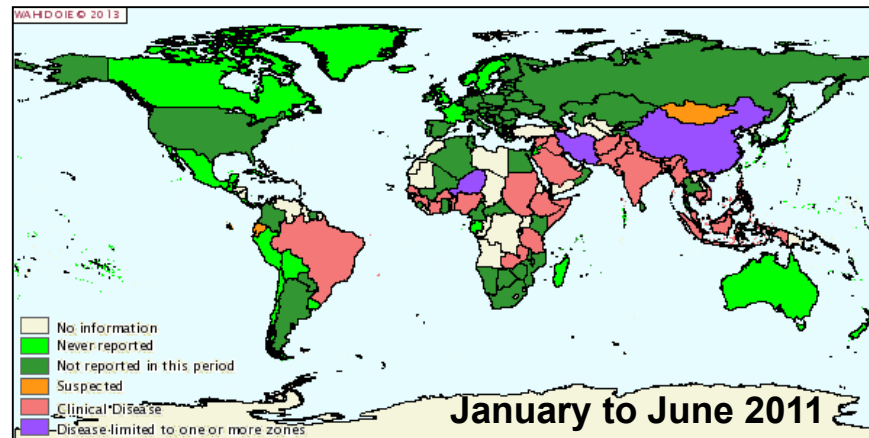 WAHIDOIE © 2013
No information
Never reported
Not reported in this period
Suspected
Clinical Disease
Disease-limited to one or more zones
January to June 2011